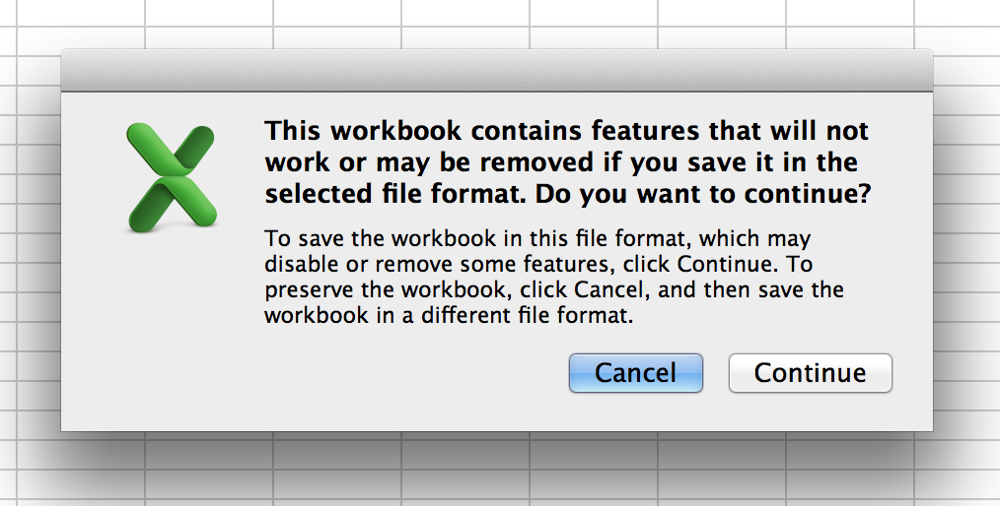 This workbook contains features that will not
work or may be removed if you save it in the
selected file format. Do you want to continue?
To save the workbook in this file format, which may
disable or remove some features, click Continue. To
preserve the workbook, click Cancel, and then save the
workbook in a different file format.
Cancel Continue